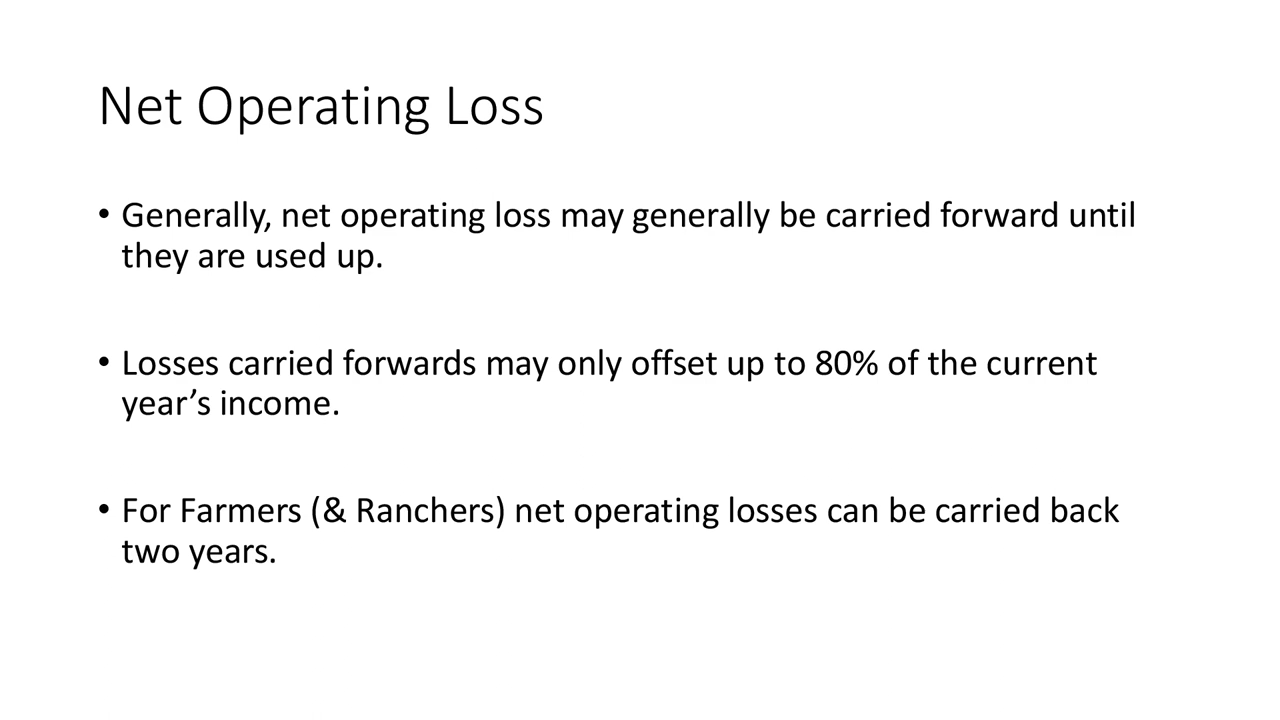 Net Operating Loss
• Generally, net operating loss may generally be carried forward until
they are used up.
• Losses carried forwards may only offset up to 80% of the current
year’s income.
• For Farmers (& Ranchers) net operating losses can be carried back
two years.